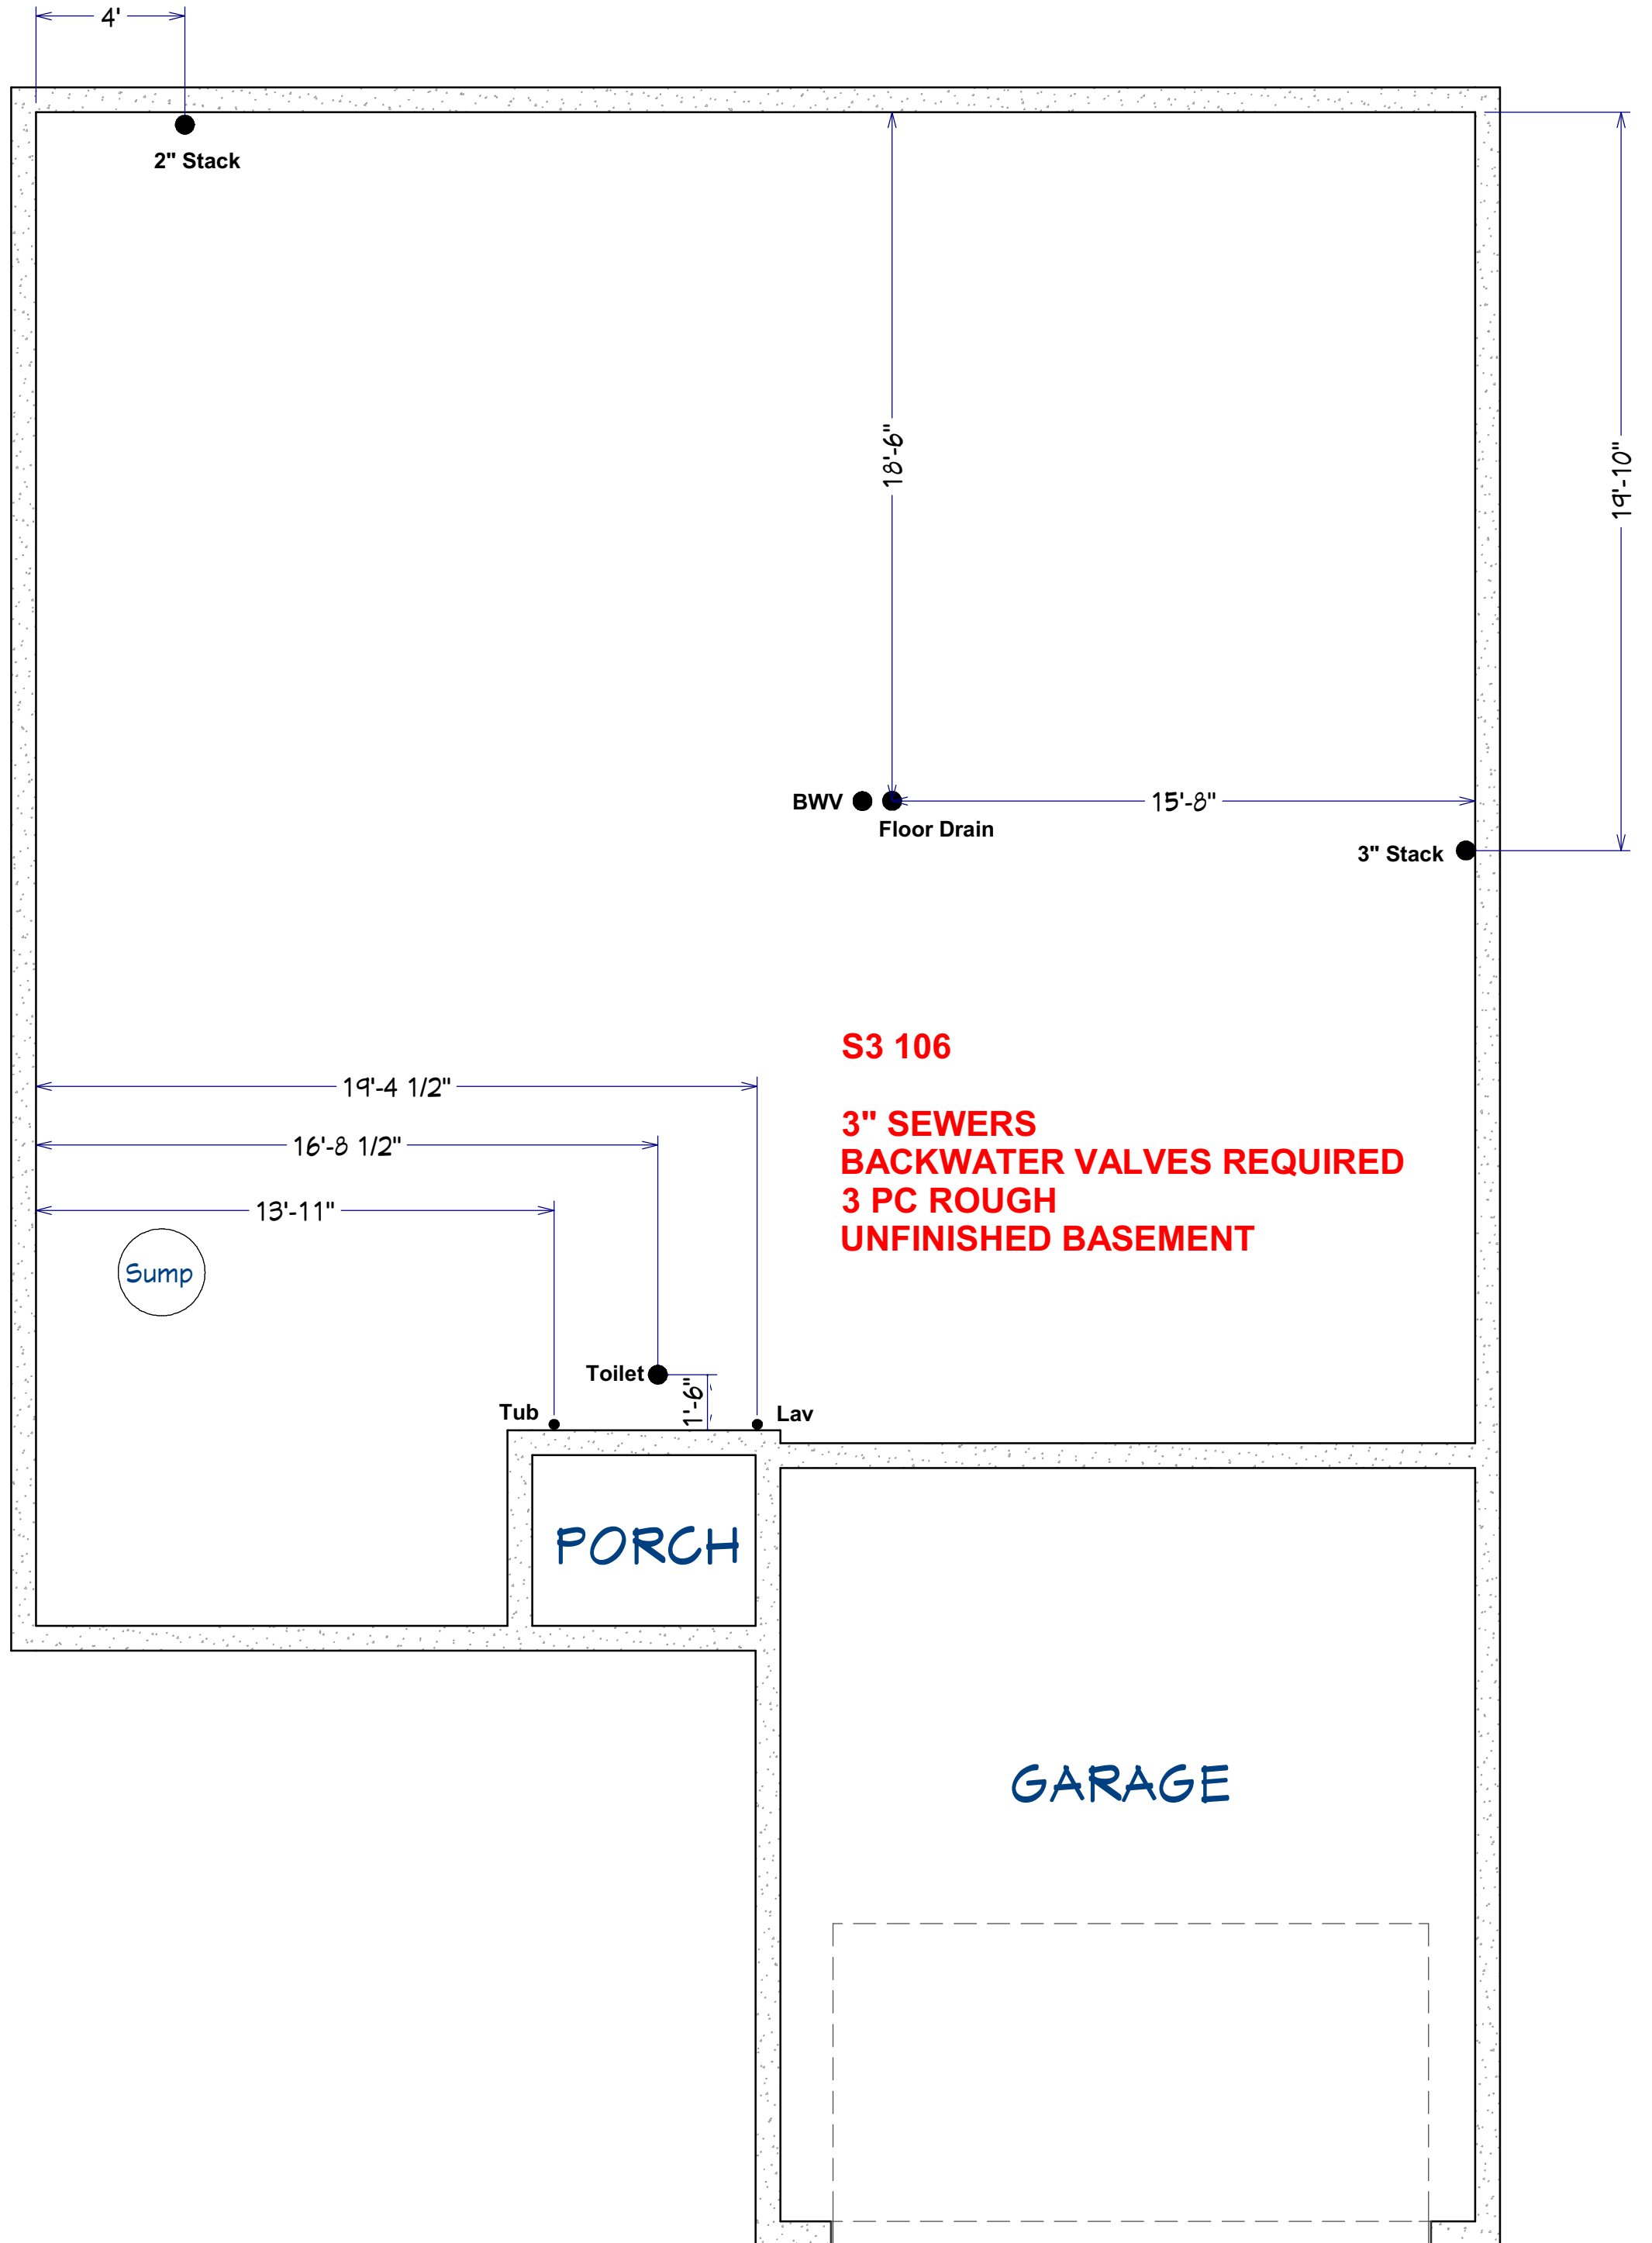 4'
2" Stack
18'-6"
19'-10"
BWV
15'-8"
Floor Drain
3" Stack
S3 106
19'-4 1/2"
3" SEWERS
16'-8 1/2"
BACKWATER VALVES REQUIRED
3 PC ROUGH
13'-11"
UNFINISHED BASEMENT
Sump
Toilet
1'-6"
Tub
Lav
PORCH
GARAGE